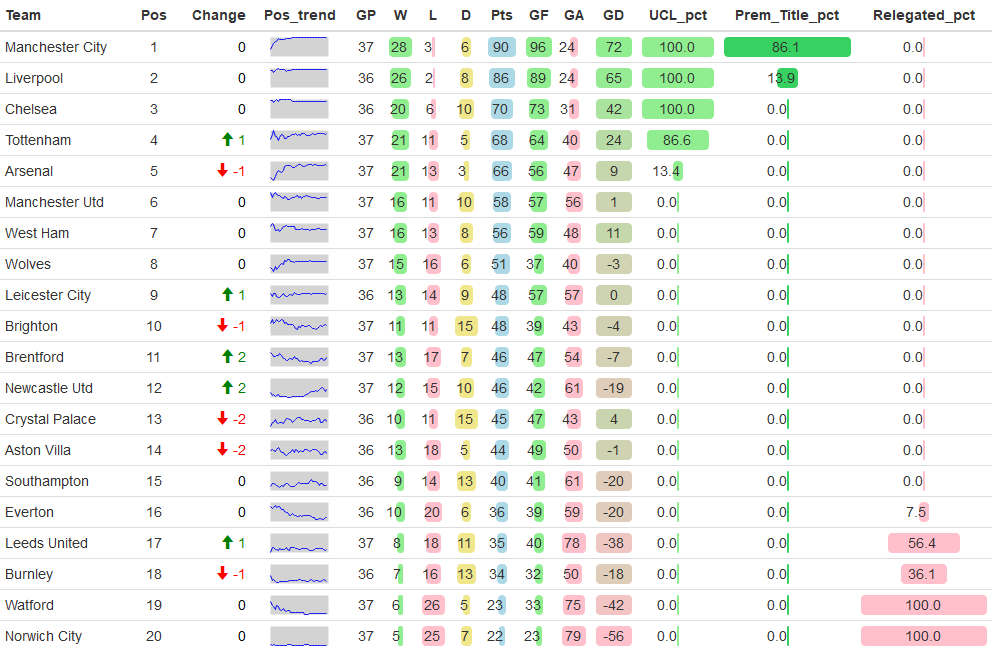 Team Pos Change Pos_trend GP W L D Pts GF GA GD UCL_pct Prem_Title_pct Relegated_pct
Manchester City 1 0 37 28 3 6 90 96 24 72 100.0 86.1 0.0
Liverpool 2 0 36 26 2 8 86 89 24 65 100.0 13.9 0.0
Chelsea 3 0 36 20 6 10 70 73 31 42 100.0 0.0 0.0
Tottenham 4 1 37 21 11 5 68 64 40 24 86.6 0.0 0.0
Arsenal 5 -1 37 21 13 3 66 56 47 9 13.4 0.0 0.0
Manchester Utd 6 0 37 16 11 10 58 57 56 1 0.0 0.0 0.0
West Ham 7 0 37 16 13 8 56 59 48 11 0.0 0.0 0.0
Wolves 8 0 37 15 16 6 51 37 40 -3 0.0 0.0 0.0
Leicester City 9 1 36 13 14 9 48 57 57 0 0.0 0.0 0.0
Brighton 10 -1 37 11 11 15 48 39 43 -4 0.0 0.0 0.0
Brentford 11 2 37 13 17 7 46 47 54 -7 0.0 0.0 0.0
Newcastle Utd 12 2 37 12 15 10 46 42 61 -19 0.0 0.0 0.0
Crystal Palace 13 -2 36 10 11 15 45 47 43 4 0.0 0.0 0.0
Aston Villa 14 -2 36 13 18 5 44 49 50 -1 0.0 0.0 0.0
Southampton 15 0 36 9 14 13 40 41 61 -20 0.0 0.0 0.0
Everton 16 0 36 10 20 6 36 39 59 -20 0.0 0.0 7.5
Leeds United 17 1 37 8 18 11 35 40 78 -38 0.0 0.0 56.4
Burnley 18 -1 36 7 16 13 34 32 50 -18 0.0 0.0 36.1
Watford 19 0 37 6 26 5 23 33 75 -42 0.0 0.0 100.0
Norwich City 20 0 37 5 25 7 22 23 79 -56 0.0 0.0 100.0